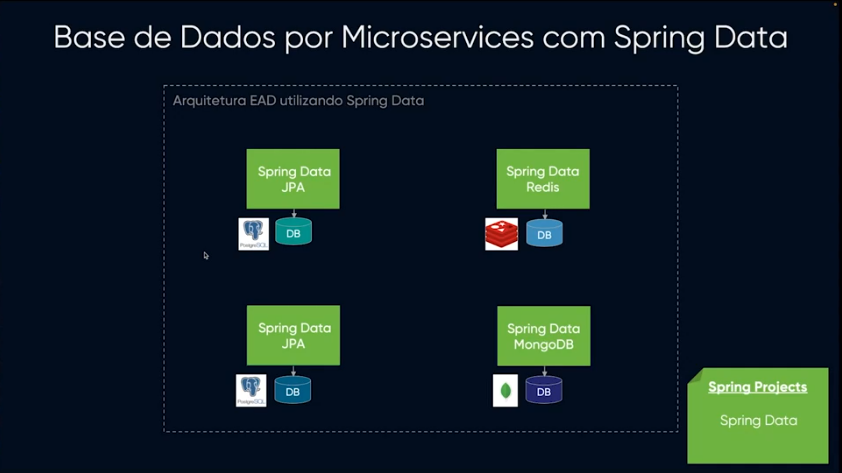 Base de Dados por Microservices com Spring Data
Arquitetura EAD utilizando Spring Data
Spring Data
JPA
PostgreSQL
DB
Spring Data
Redis
DB
Spring Data
JPA
PostgreSQL
DB
Spring Data
MongoDB
DB
Spring Projects
Spring Data